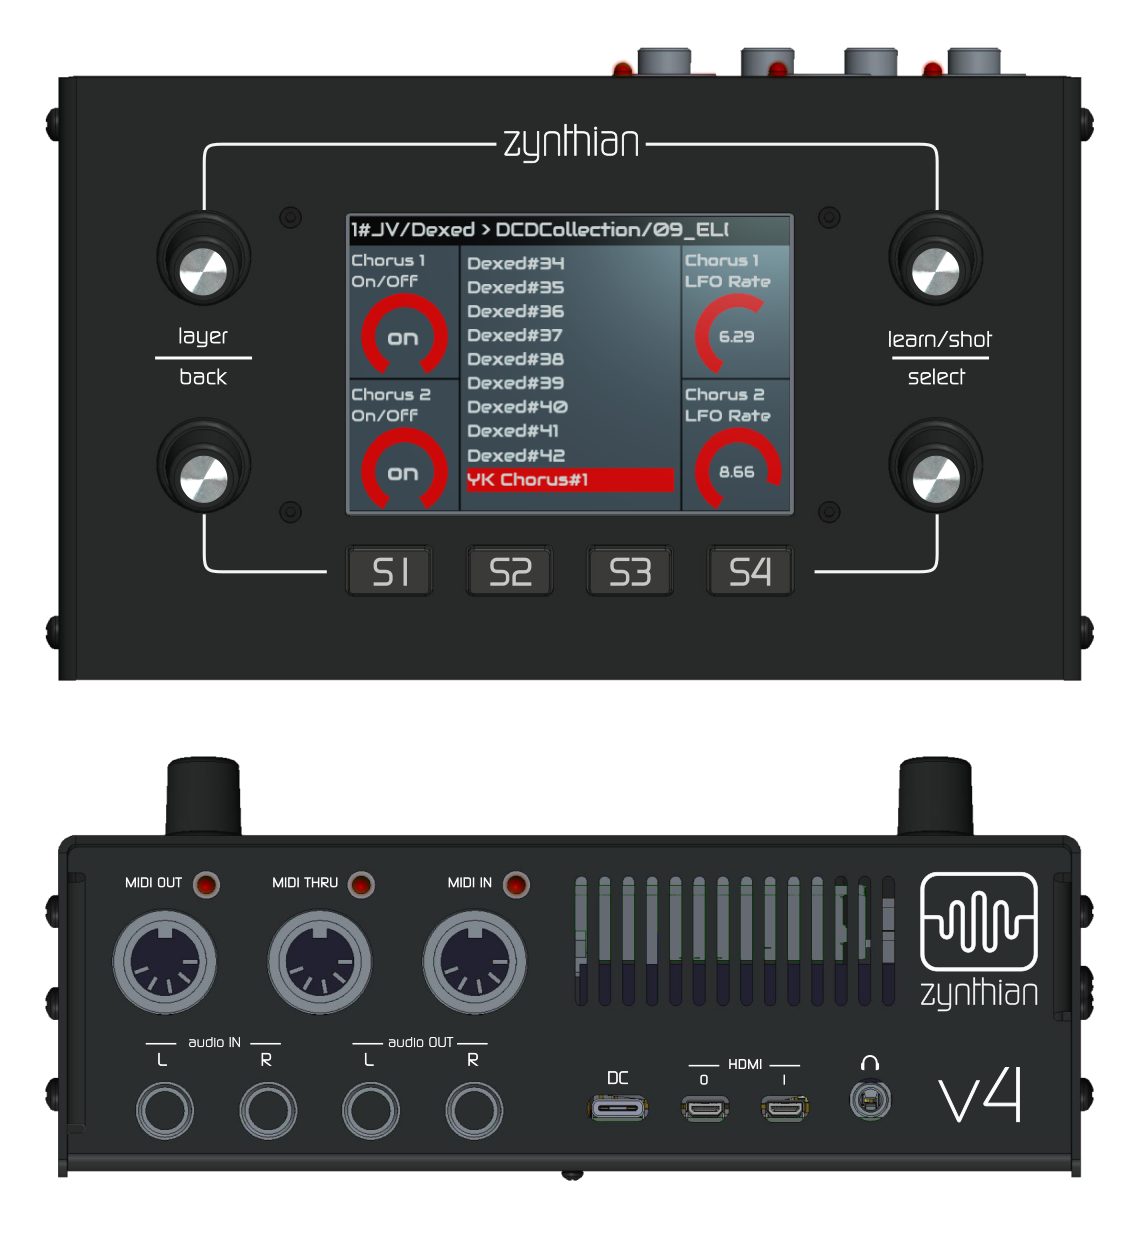 zynthian
1#_JV/Dexed > DCDCollection/09_EL(
Chorus 1
On/Off
on
Chorus 2
On/Off
on
Dexed#34
Dexed#35
Dexed#36
Dexed#37
Dexed#38
Dexed#39
Dexed#40
Dexed#41
Dexed#42
YK Chorus#1
Chorus 1
LFO Rate
6.29
Chorus 2
LFO Rate
8.66
layer
back
learn/shot
select
S1 S2 S3 S4
MIDI OUT MIDI THRU MIDI IN
zynthian
audio IN audio OUT
L R L R
DC
HDMI
0 1
v4